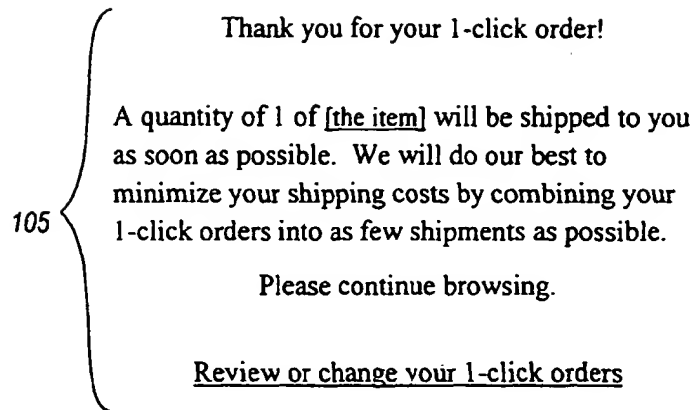 Thank you for your 1-click order!
A quantity of 1 of [the item] will be shipped to you
as soon as possible. We will do our best to
minimize your shipping costs by combining your
105
1-click orders into as few shipments as possible.
Please continue browsing.
Review or change your 1-click orders